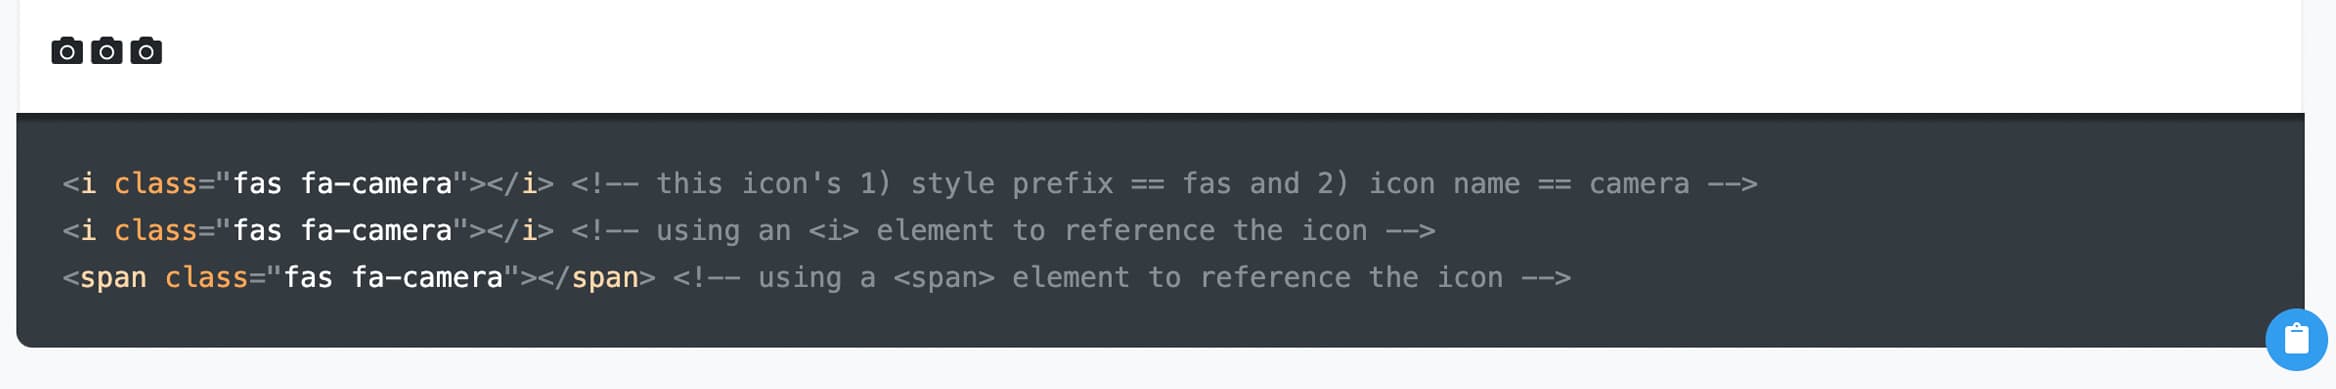 <i class="fas fa-camera"></i> <!-- this icon's 1) style prefix == fas and 2) icon name == camera -->
<i class="fas fa-camera"></i> <!-- using an <i> element to reference the icon -->
<span class="fas fa-camera"></span> <!-- using a <span> element to reference the icon -->